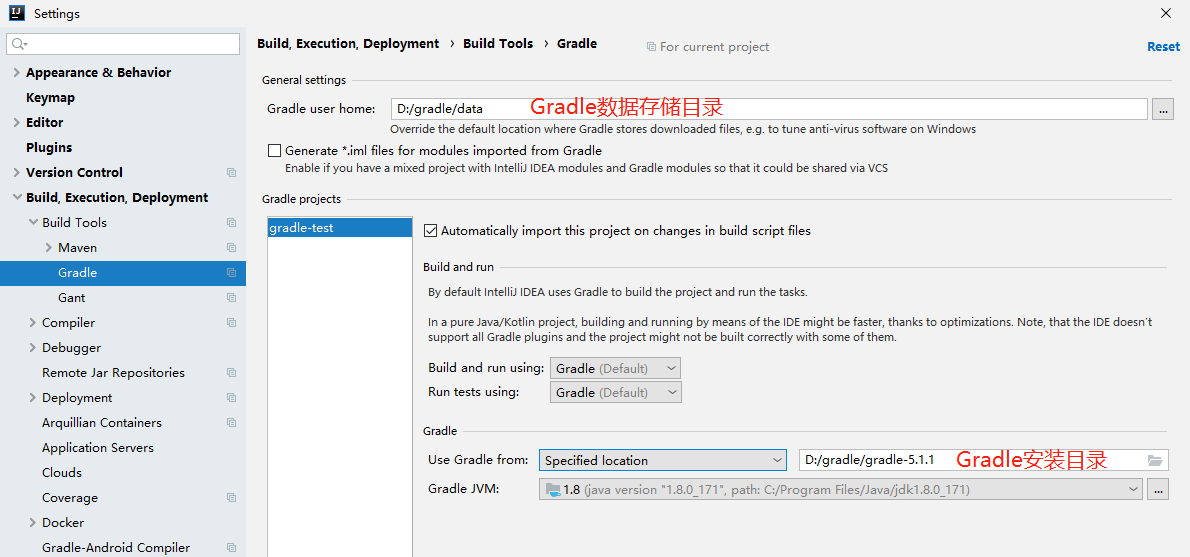 IJ Settings
Build, Execution, Deployment › Build Tools › Gradle For current project Reset
Appearance & Behavior
Keymap
Editor
Plugins
Version Control
Build, Execution, Deployment
Build Tools
Maven
Gradle
Gant
Compiler
Debugger
Remote Jar Repositories
Deployment
Arquillian Containers
Application Servers
Clouds
Coverage
Docker
Gradle-Android Compiler
General settings
Gradle user home: D:/gradle/data Gradle数据存储目录 ...
Override the default location where Gradle stores downloaded files, e.g. to tune anti-virus software on Windows
Generate *.iml files for modules imported from Gradle
Enable if you have a mixed project with IntelliJ IDEA modules and Gradle modules so that it could be shared via VCS
Gradle projects
gradle-test
Automatically import this project on changes in build script files
Build and run
By default IntelliJ IDEA uses Gradle to build the project and run the tasks.
In a pure Java/Kotlin project, building and running by means of the IDE might be faster, thanks to optimizations. Note, that the IDE doesn't
support all Gradle plugins and the project might not be built correctly with some of them.
Build and run using: Gradle (Default)
Run tests using: Gradle (Default)
Gradle
Use Gradle from: Specified location D:/gradle/gradle-5.1.1 Gradle安装目录
Gradle JVM: 1.8 (java version "1.8.0_171", path: C:/Program Files/Java/jdk1.8.0_171) ...